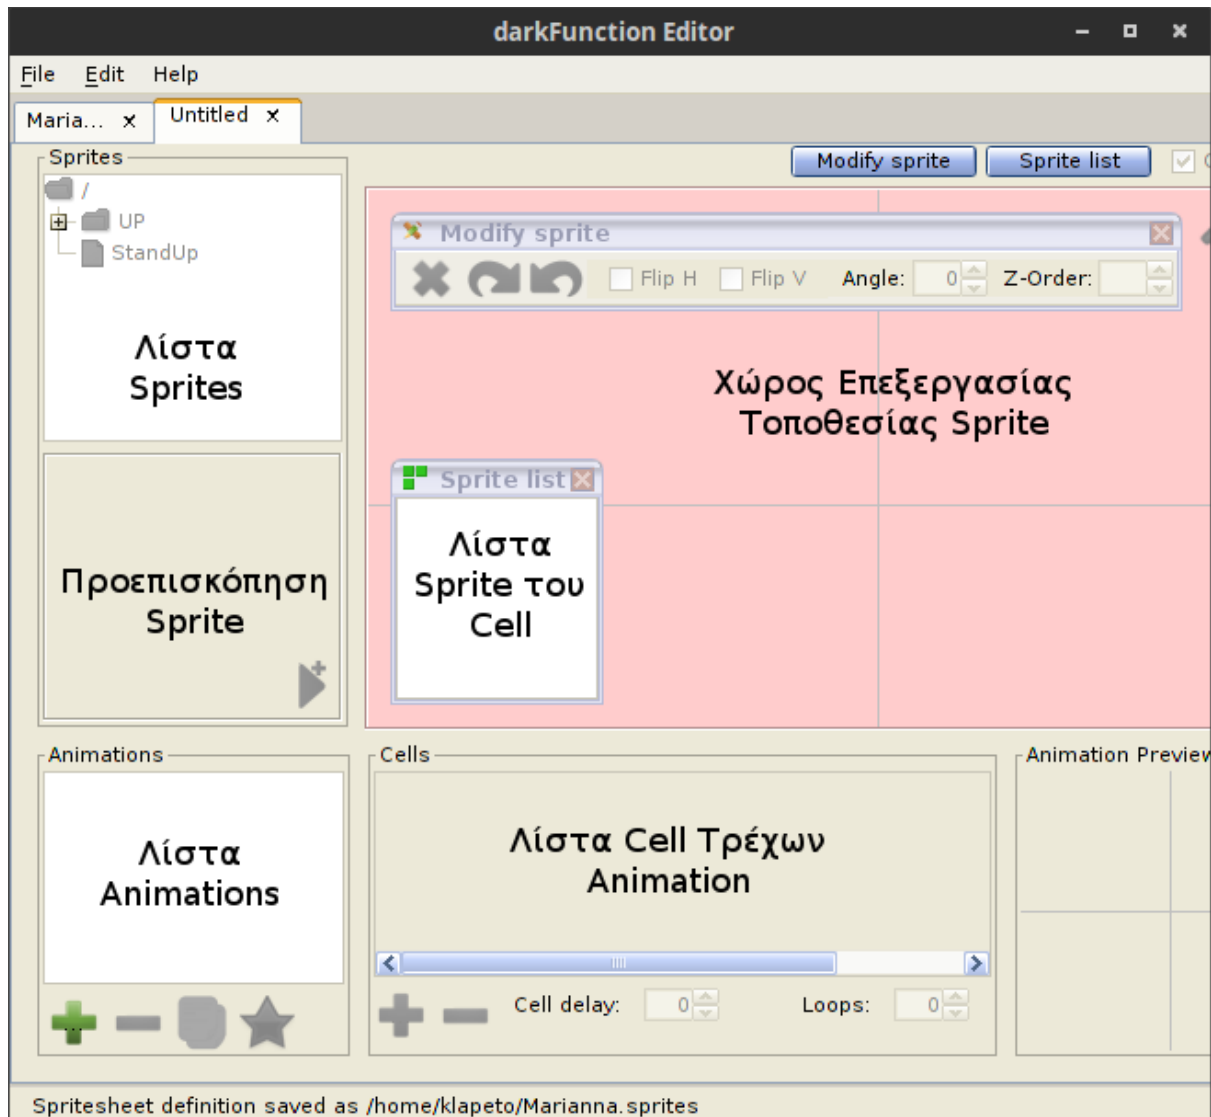 darkFunction Editor
File Edit Help
Maria... Untitled
Sprites
Modify sprite Sprite list
/
UP
StandUp
Λίστα
Sprites
Modify sprite
Flip H Flip V Angle: 0 Z-Order:
Χώρος Επεξεργασίας
Τοποθεσίας Sprite
Προεπισκόπηση
Sprite
Sprite list
Λίστα
Sprite του
Cell
Animations
Λίστα
Animations
Cells
Λίστα Cell Τρέχων
Animation
Cell delay: 0 Loops: 0
Animation Preview
Spritesheet definition saved as /home/klapeto/Marianna.sprites